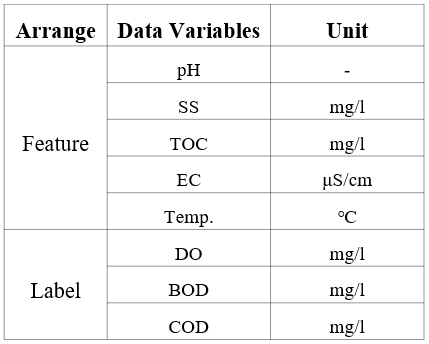 Arrange Data Variables Unit
pH -
SS mg/l
TOC mg/l
Feature
EC μS/cm
Temp. ℃
DO mg/l
Label
BOD mg/l
COD mg/l